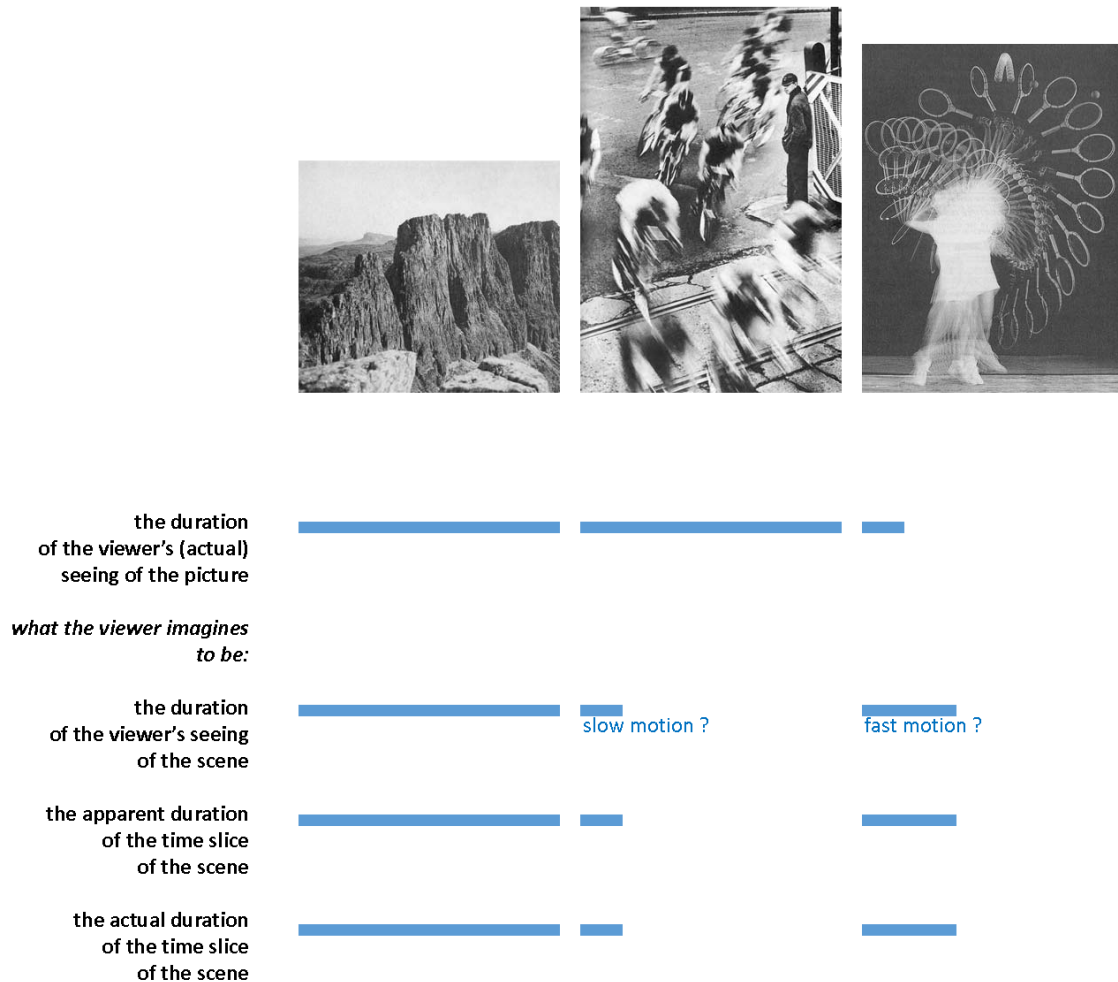 the duration
of the viewer's (actual)
seeing of the picture
what the viewer imagines
to be:
the duration
of the viewer's seeing
of the scene
slow motion ?
fast motion ?
the apparent duration
of the time slice
of the scene
the actual duration
of the time slice
of the scene